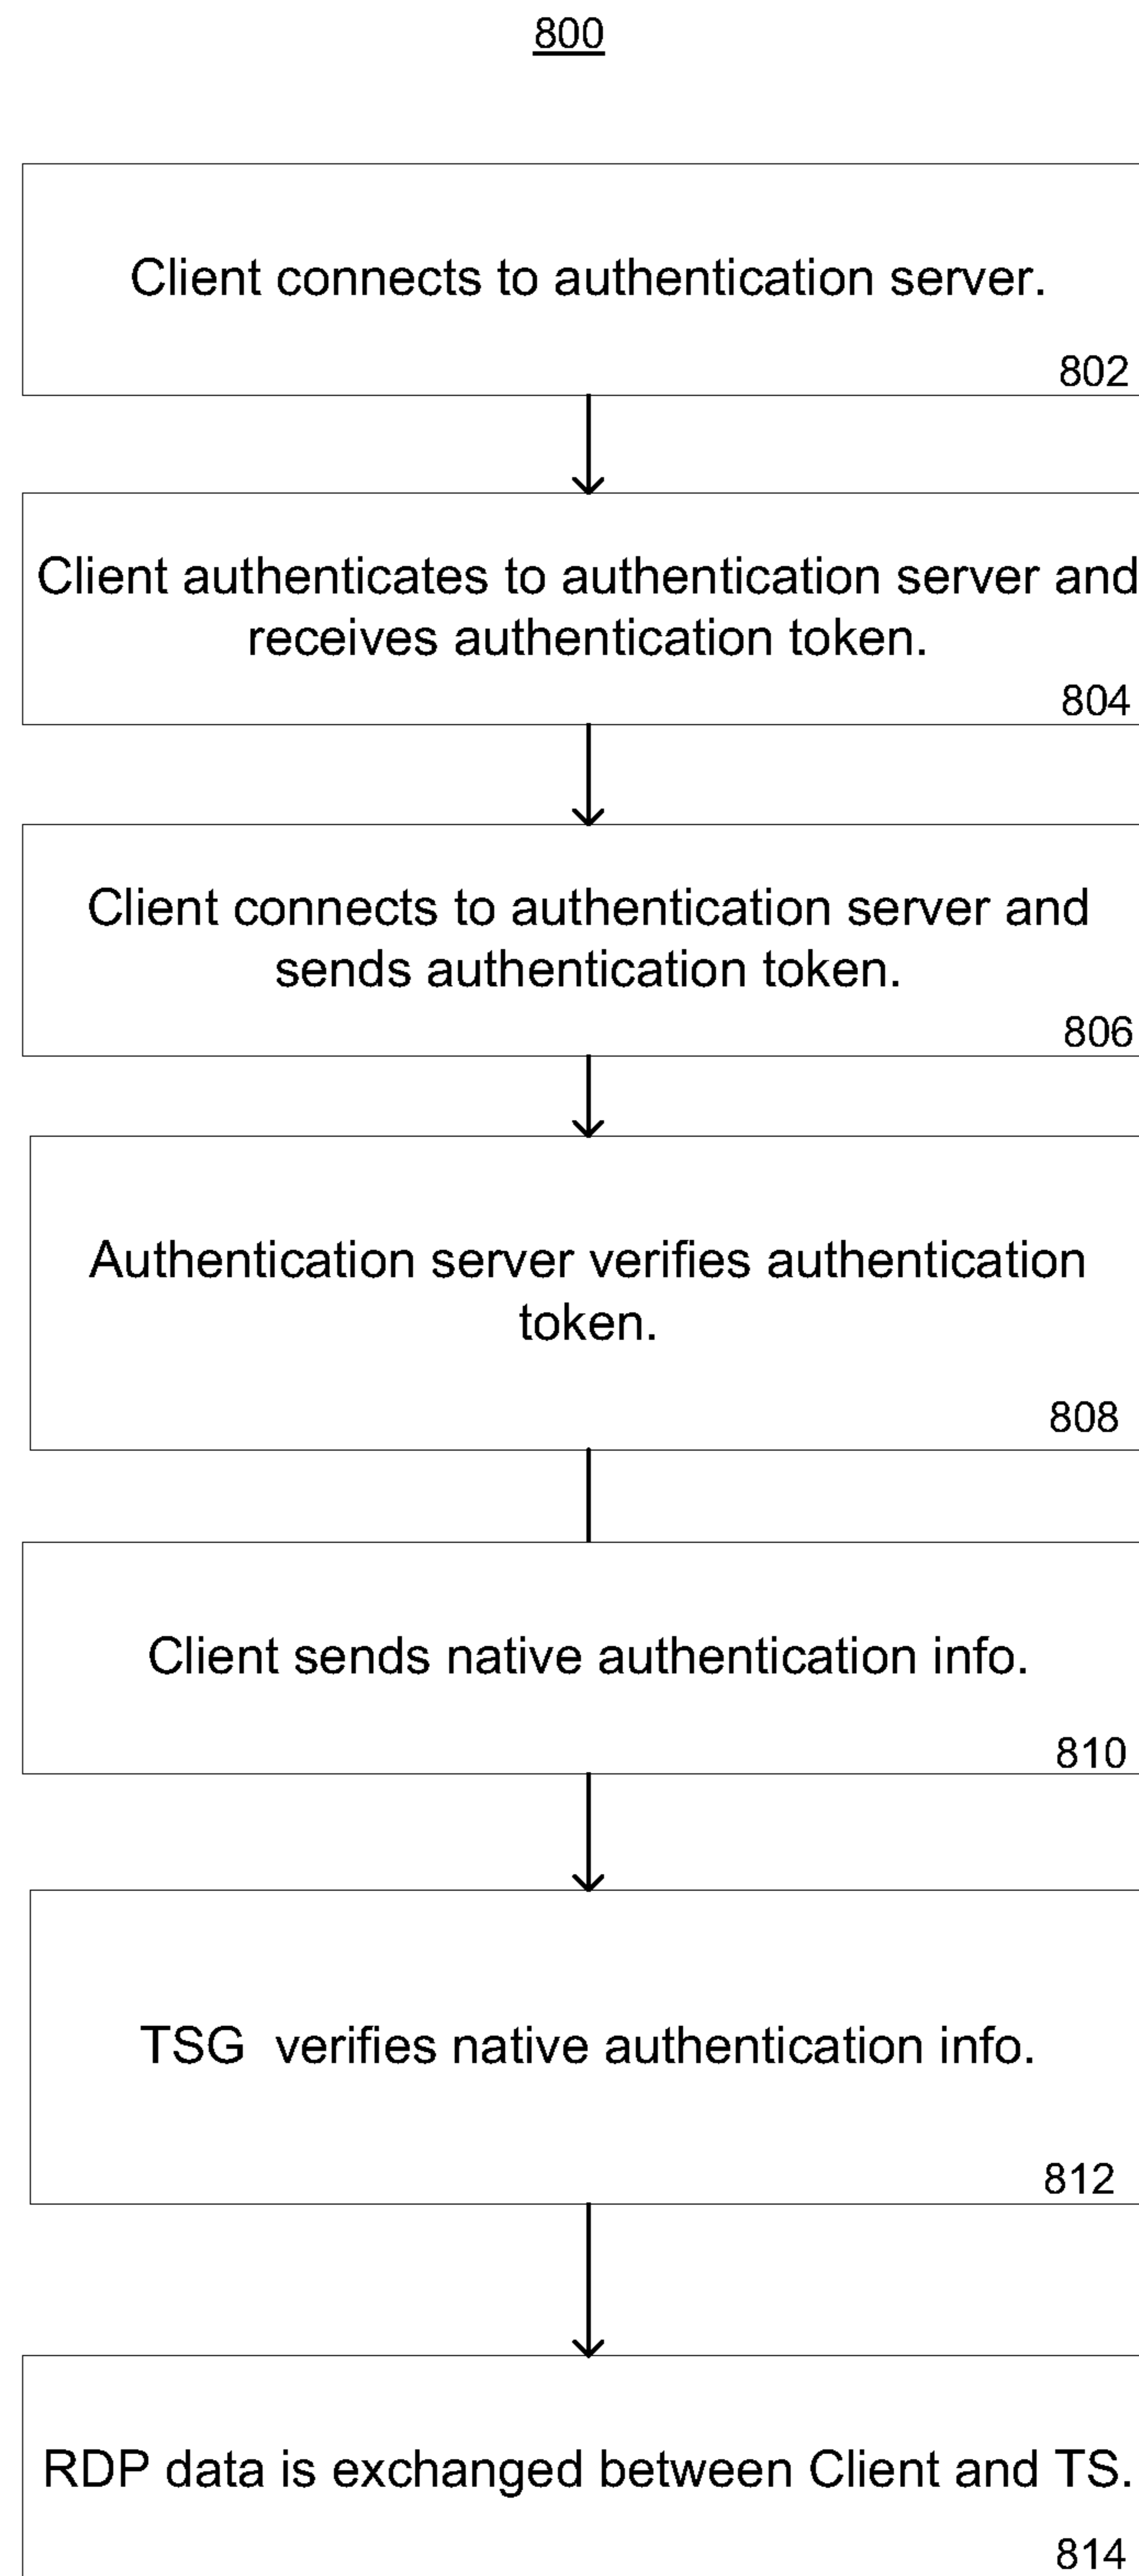 800
Client connects to authentication server.
802
Client authenticates to authentication server and
receives authentication token.
804
Client connects to authentication server and
sends authentication token.
806
Authentication server verifies authentication
token.
808
Client sends native authentication info.
810
TSG verifies native authentication info.
812
RDP data is exchanged between Client and TS.
814